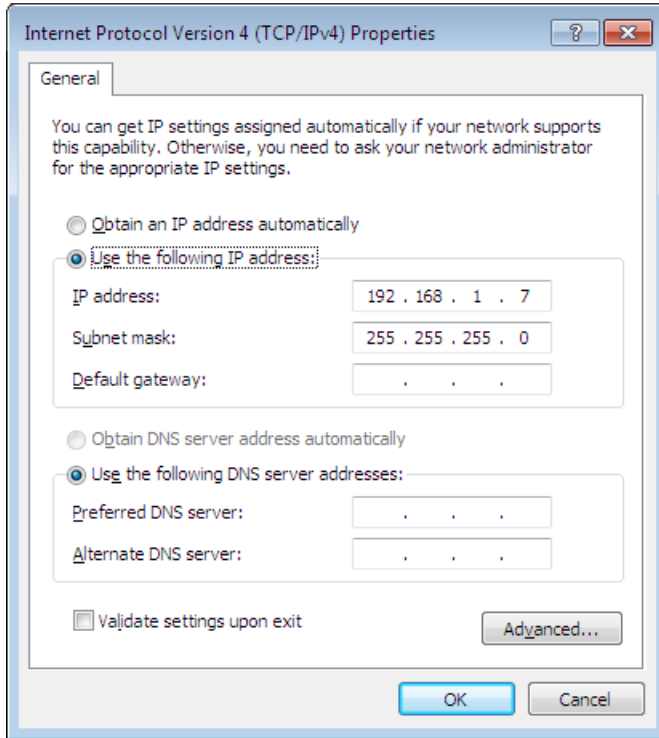 Internet Protocol Version 4 (TCP/IPv4) Properties
General
You can get IP settings assigned automatically if your network supports
this capability. Otherwise, you need to ask your network administrator
for the appropriate IP settings.
Obtain an IP address automatically
Use the following IP address:
IP address: 192 . 168 . 1 . 7
Subnet mask: 255 . 255 . 255 . 0
Default gateway: . . .
Obtain DNS server address automatically
Use the following DNS server addresses:
Preferred DNS server: . . .
Alternate DNS server: . . .
Validate settings upon exit
Advanced...
OK Cancel